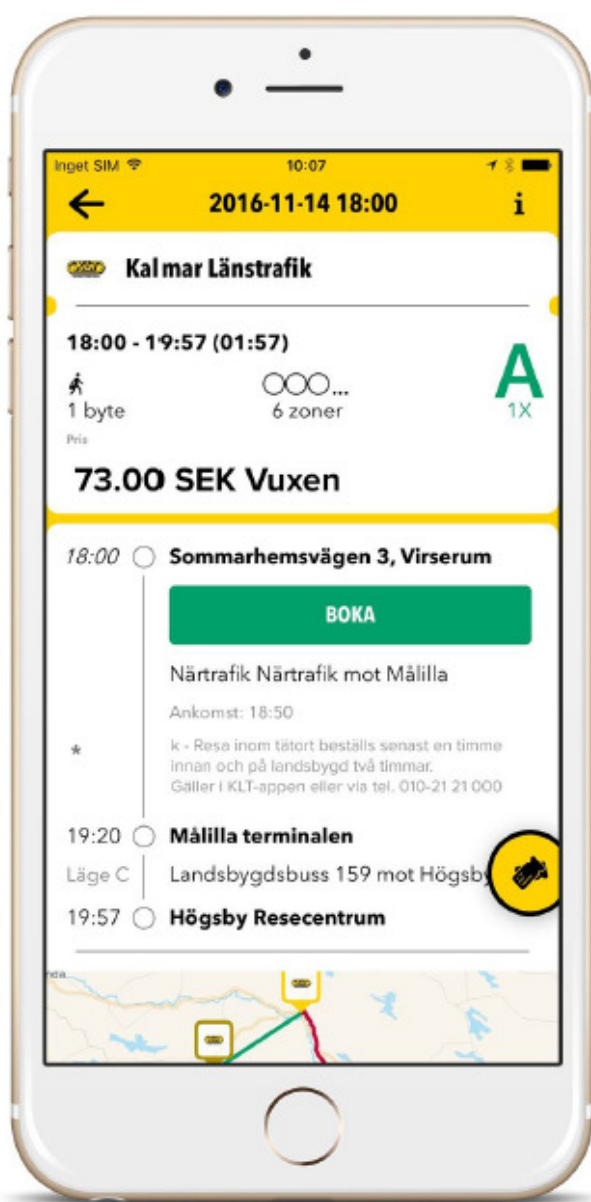 Inget SIM
10:07
2016-11-14 18:00
i
Kalmar Länstrafik
18:00 - 19:57 (01:57)
A
1 byte
6 zoner
1X
Pris
73.00 SEK Vuxen
18:00
Sommarhemsvägen 3, Virserum
BOKA
Närtrafik Närtrafik mot Målilla
Ankomst: 18:50
*
k - Resa inom tätort beställs senast en timme
innan och på landsbygd två timmar.
Gäller i KLT-appen eller via tel. 010-21 21 000
19:20
Målilla terminalen
Läge C
Landsbygdsbuss 159 mot Högsby
19:57
Högsby Resecentrum